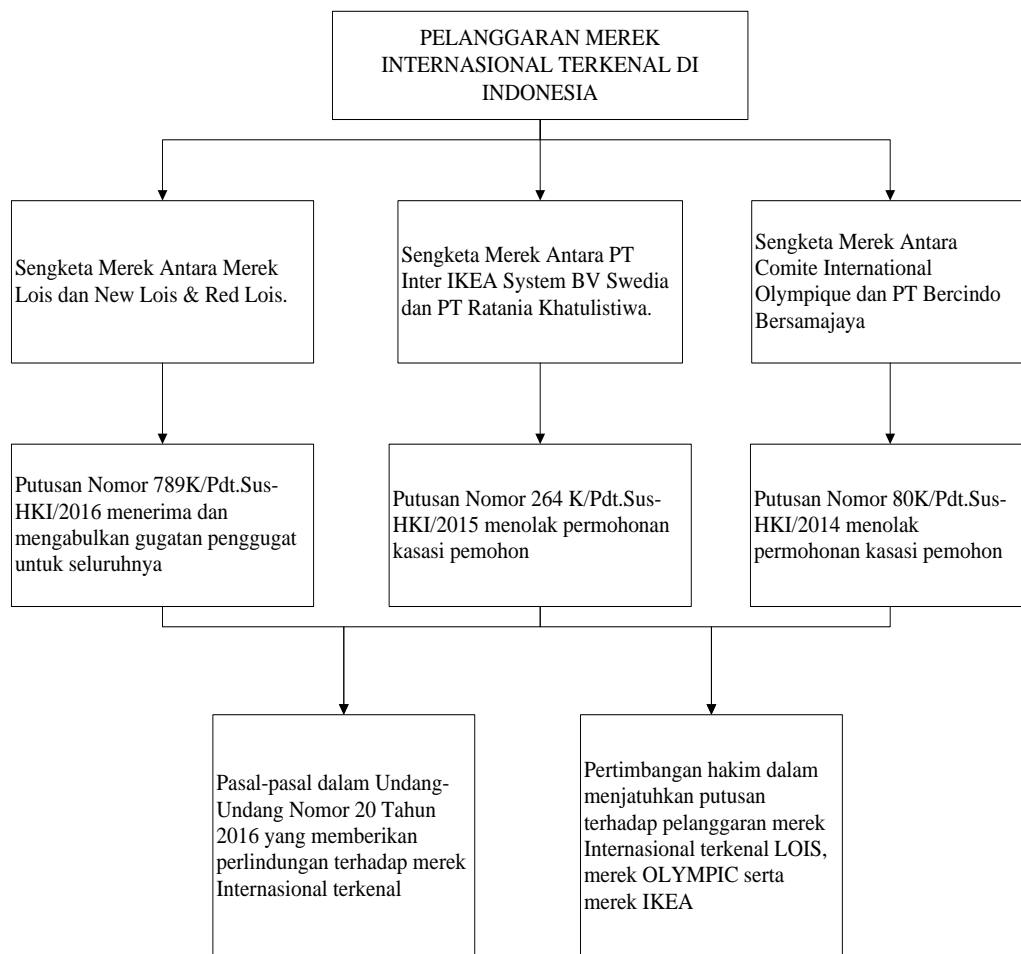 PELANGGARAN MEREK
INTERNASIONAL TERKENAL DI
INDONESIA
Sengketa Merek Antara Merek
Lois dan New Lois & Red Lois.
Sengketa Merek Antara PT
Inter IKEA System BV Swedia
dan PT Ratania Khatulistiwa.
Sengketa Merek Antara
Comite International
Olympique dan PT Bercindo
Bersamajaya
Putusan Nomor 789K/Pdt.Sus-
HKI/2016 menerima dan
mengabulkan gugatan penggugat
untuk seluruhnya
Putusan Nomor 264 K/Pdt.Sus-
HKI/2015 menolak permohonan
kasasi pemohon
Putusan Nomor 80K/Pdt.Sus-
HKI/2014 menolak
permohonan kasasi pemohon
Pasal-pasal dalam Undang-
Undang Nomor 20 Tahun
2016 yang memberikan
perlindungan terhadap merek
Internasional terkenal
Pertimbangan hakim dalam
menjatuhkan putusan
terhadap pelanggaran merek
Internasional terkenal LOIS,
merek OLYMPIC serta
merek IKEA